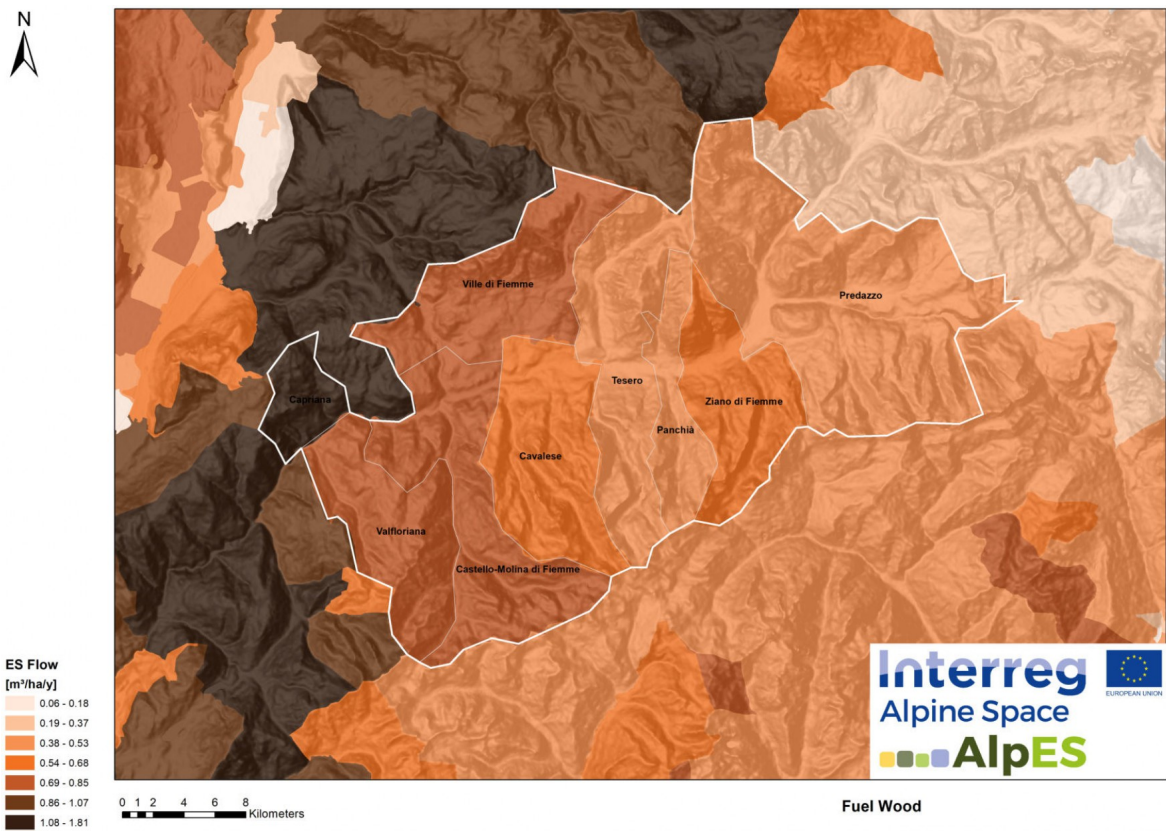 N
Ville di Fiemme
Predazzo
Capriana
Tesero
Ziano di Fiemme
Panchià
Cavalese
Valfloriana
Castello-Molina di Fiemme
ES Flow
[m³/ha/y]
0.06 - 0.18
0.19 - 0.37
0.38 - 0.53
0.54 - 0.68
0.69 - 0.85
0.86 - 1.07
1.08 - 1.81
0 1 2 4 6 8
Kilometers
Interreg
EUROPEAN UNION
Alpine Space
AlpES
Fuel Wood